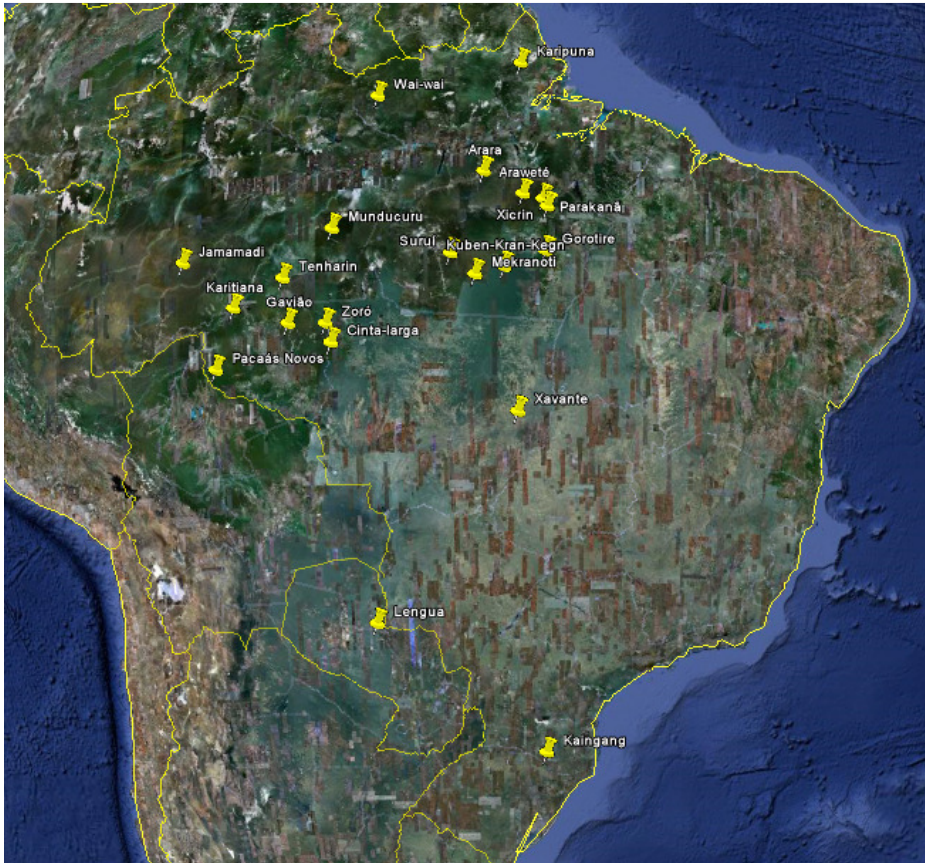 Karipuna
Wai-wai
Arara
Araweté
Xicrin
Parakanã
Munducuru
Suruí
Kuben-Kran-Kegn
Gorotire
Jamamadi
Mekranoti
Tenharin
Karitiana
Gavião
Zoró
Cinta-larga
Pacaás Novos
Xavante
Lengua
Kaingang